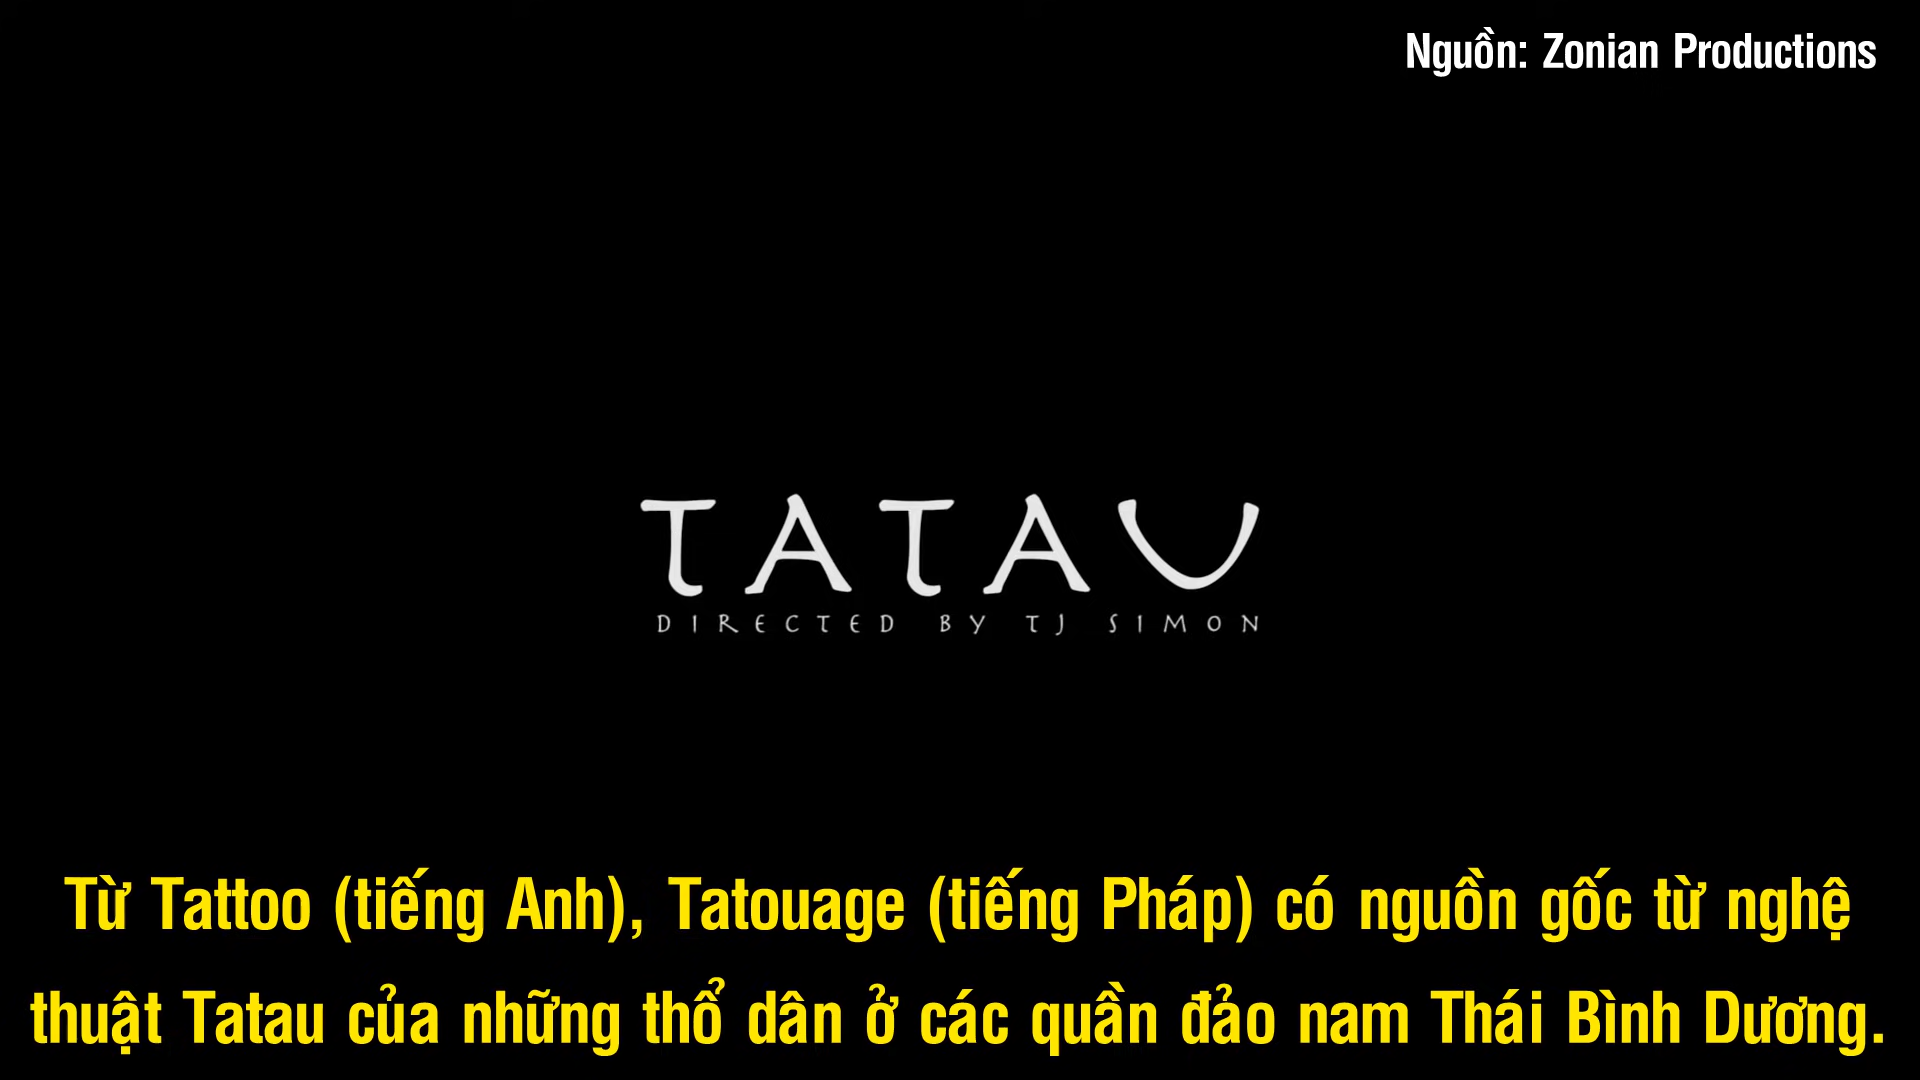 Nguồn: Zonian Productions
TATAU
DIRECTED BY TJ SIMON
Từ Tattoo (tiếng Anh), Tatouage (tiếng Pháp) có nguồn gốc từ nghệ
thuật Tatau của những thổ dân ở các quần đảo nam Thái Bình Dương.